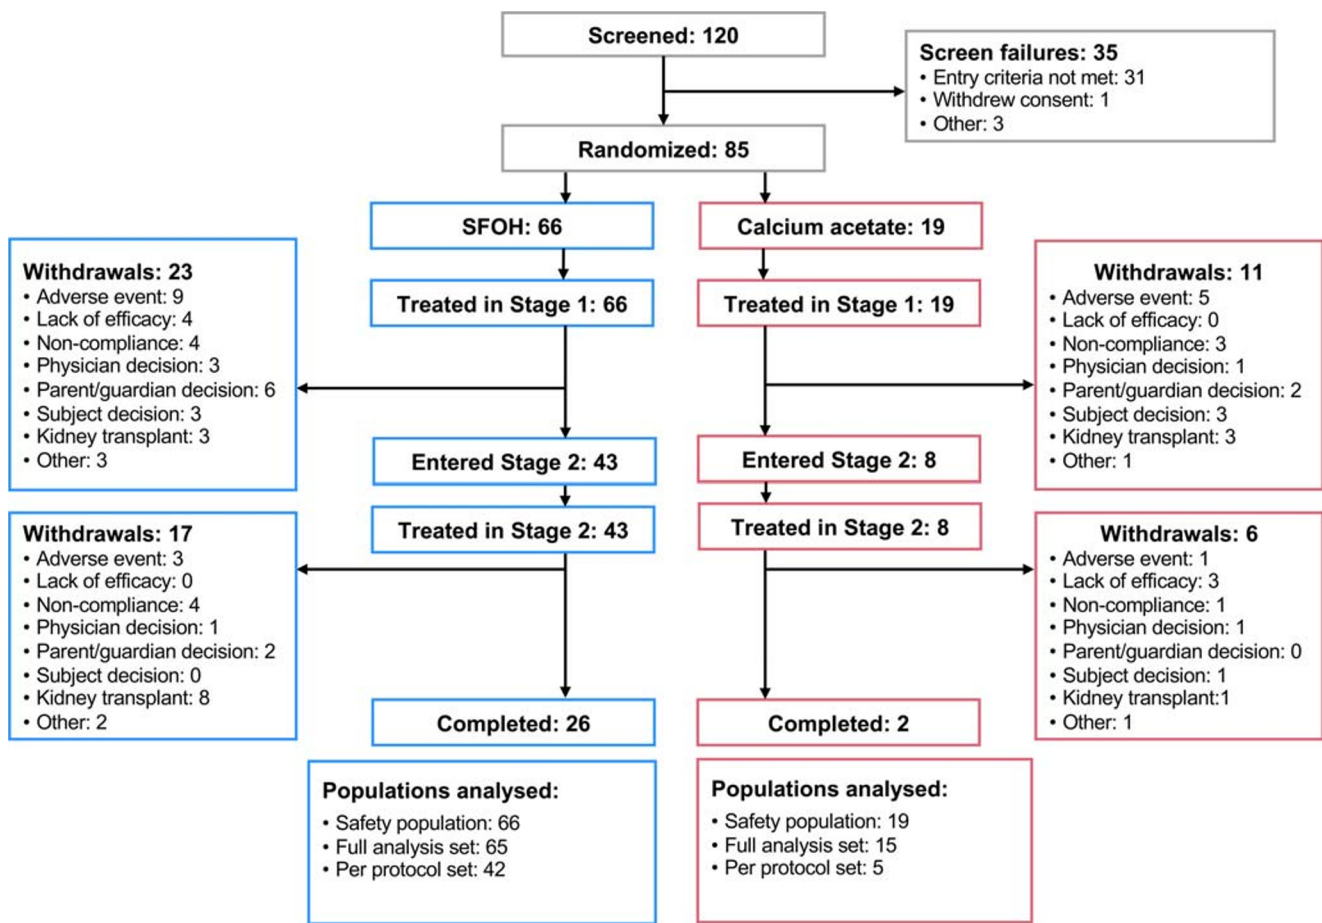 Screened: 120
Screen failures: 35
• Entry criteria not met: 31
• Withdrew consent: 1
• Other: 3
Randomized: 85
SFOH: 66
Calcium acetate: 19
Withdrawals: 23
• Adverse event: 9
• Lack of efficacy: 4
• Non-compliance: 4
• Physician decision: 3
• Parent/guardian decision: 6
• Subject decision: 3
• Kidney transplant: 3
• Other: 3
Treated in Stage 1: 66
Treated in Stage 1: 19
Withdrawals: 11
• Adverse event: 5
• Lack of efficacy: 0
• Non-compliance: 3
• Physician decision: 1
• Parent/guardian decision: 2
• Subject decision: 3
• Kidney transplant: 3
• Other: 1
Entered Stage 2: 43
Entered Stage 2: 8
Treated in Stage 2: 43
Treated in Stage 2: 8
Withdrawals: 17
• Adverse event: 3
• Lack of efficacy: 0
• Non-compliance: 4
• Physician decision: 1
• Parent/guardian decision: 2
• Subject decision: 0
• Kidney transplant: 8
• Other: 2
Withdrawals: 6
• Adverse event: 1
• Lack of efficacy: 3
• Non-compliance: 1
• Physician decision: 1
• Parent/guardian decision: 0
• Subject decision: 1
• Kidney transplant:1
• Other: 1
Completed: 26
Completed: 2
Populations analysed:
• Safety population: 66
• Full analysis set: 65
• Per protocol set: 42
Populations analysed:
• Safety population: 19
• Full analysis set: 15
• Per protocol set: 5